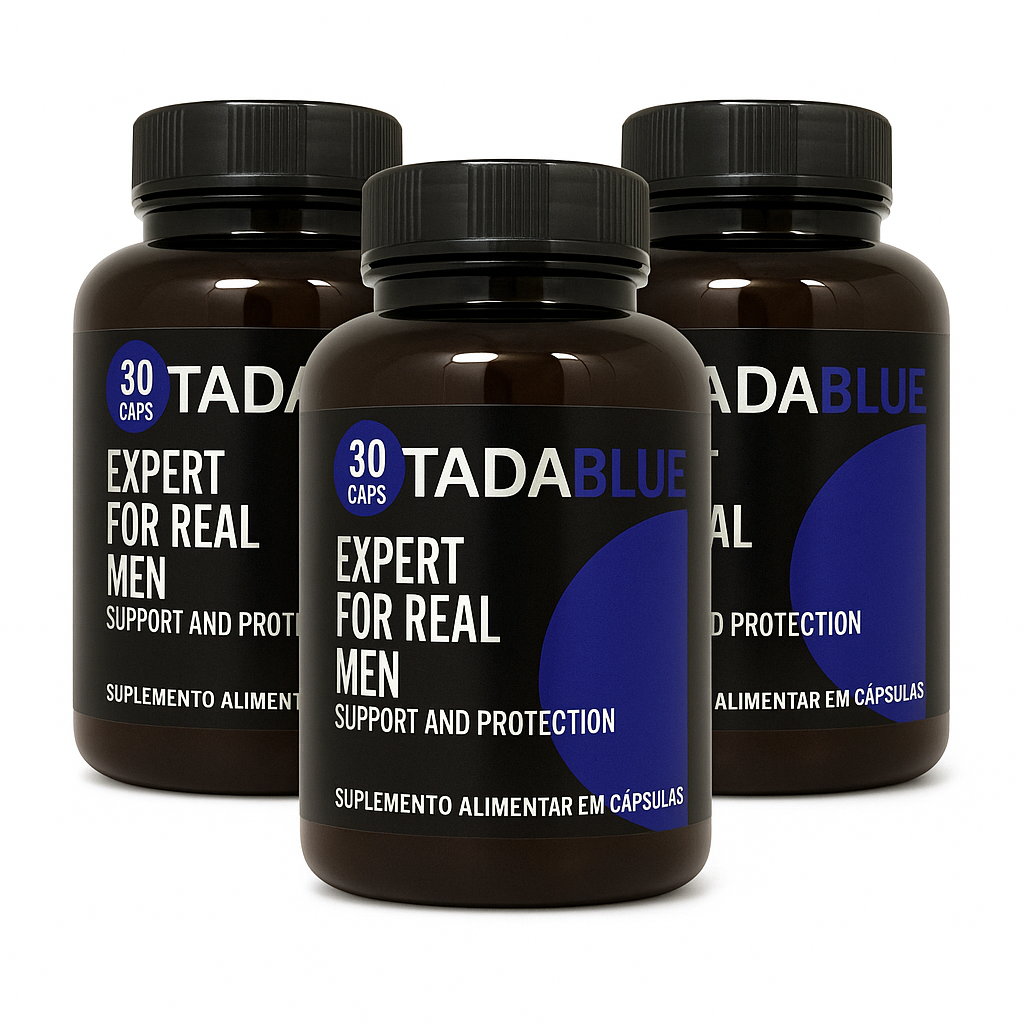 30
CAPS
TADA
EXPERT
FOR REAL
MEN
SUPPORT AND PROTE
SUPLEMENTO ALIMENT
30
CAPS
TADABLUE
EXPERT
FOR REAL
MEN
SUPPORT AND PROTECTION
SUPLEMENTO ALIMENTAR EM CÁPSULAS
ADABLUE
T
AL
D PROTECTION
ALIMENTAR EM CÁPSULAS